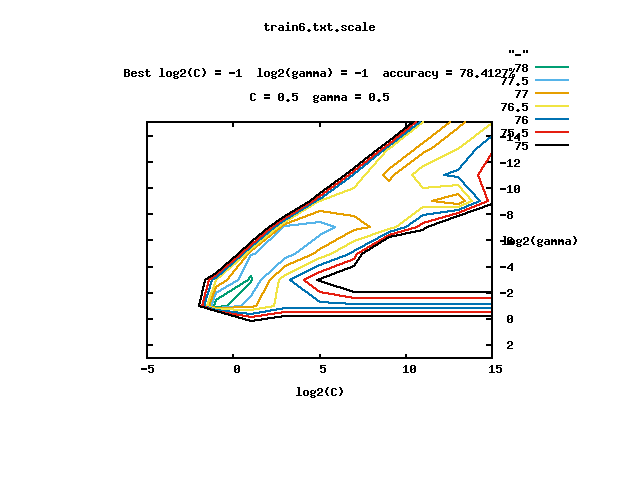 train6.txt.scale
"-"
Best log2(C) = -1  log2(gamma) = -1  accuracy = 78.4127%
78
77.5
C = 0.5  gamma = 0.5
77
76.5
76
75.5
75
-14
-12
-10
-8
-6
log2(gamma)
-4
-2
0
2
-5 0 5 10 15
log2(C)